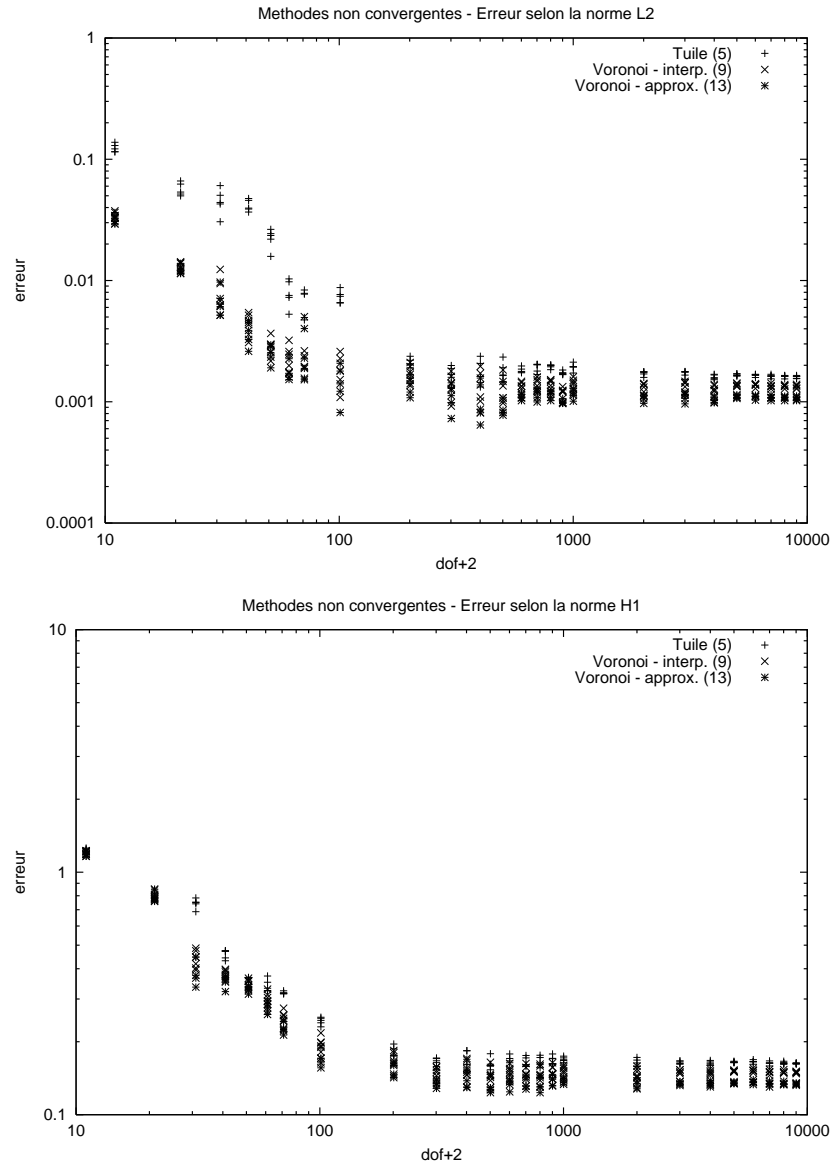 Methodes non convergentes - Erreur selon la norme L2
1
Tuile (5)
Voronoi - interp. (9)
Voronoi - approx. (13)
0.1
erreur
0.01
0.001
0.0001
10
100
1000
10000
dof+2
Methodes non convergentes - Erreur selon la norme H1
10
Tuile (5)
Voronoi - interp. (9)
Voronoi - approx. (13)
erreur
1
0.1
10
100
1000
10000
dof+2